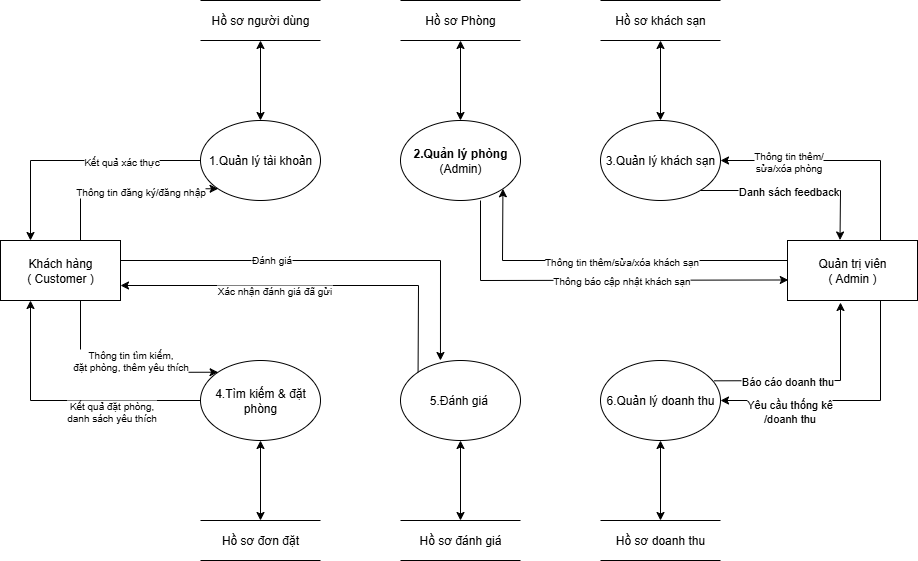 Hồ sơ người dùng
Hồ sơ Phòng
Hồ sơ khách sạn
1.Quản lý tài khoản
2.Quản lý phòng
(Admin)
3.Quản lý khách sạn
Kết quả xác thực
Thông tin đăng ký/đăng nhập
Thông tin thêm/
sửa/xóa phòng
Danh sách feedback
Khách hàng
( Customer )
Đánh giá
Xác nhận đánh giá đã gửi
Thông tin thêm/sửa/xóa khách sạn
Thông báo cập nhật khách sạn
Quản trị viên
( Admin )
Thông tin tìm kiếm,
đặt phòng, thêm yêu thích
Kết quả đặt phòng,
danh sách yêu thích
4.Tìm kiếm & đặt
phòng
5.Đánh giá
6.Quản lý doanh thu
Báo cáo doanh thu
Yêu cầu thống kê
/doanh thu
Hồ sơ đơn đặt
Hồ sơ đánh giá
Hồ sơ doanh thu